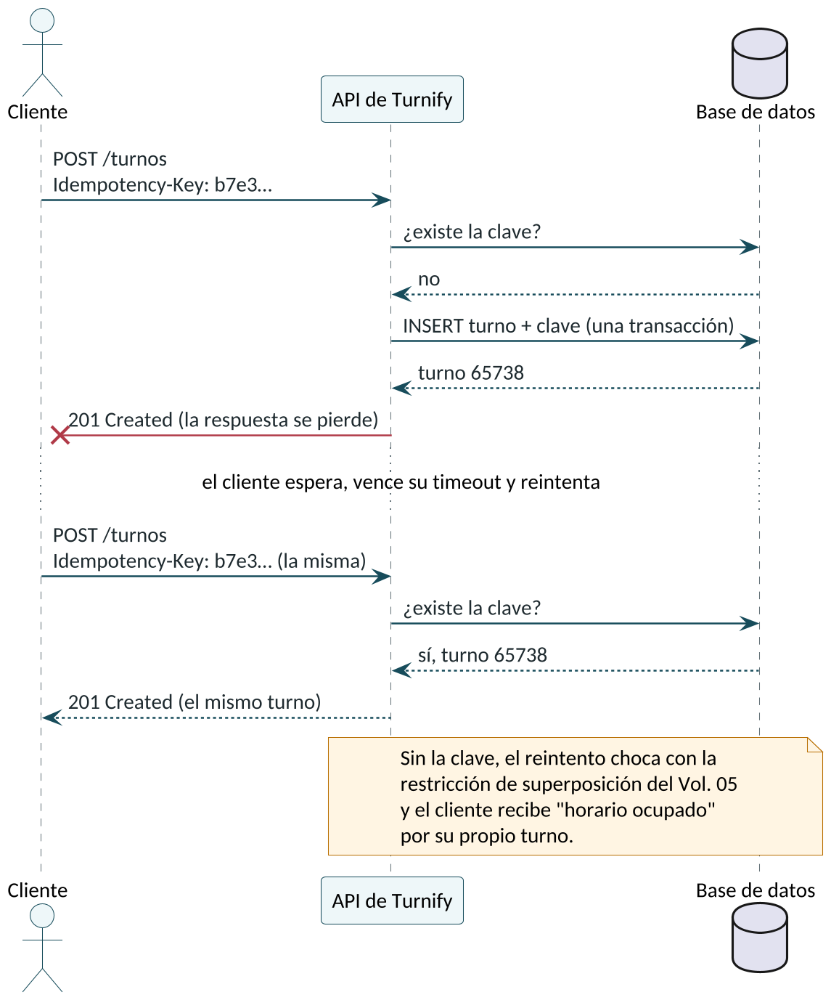 Cliente
API de Turnify
Base de datos
POST /turnos
Idempotency-Key: b7e3...
¿existe la clave?
no
INSERT turno + clave (una transacción)
turno 65738
201 Created (la respuesta se pierde)
el cliente espera, vence su timeout y reintenta
POST /turnos
Idempotency-Key: b7e3... (la misma)
¿existe la clave?
sí, turno 65738
201 Created (el mismo turno)
Sin la clave, el reintento choca con la
restricción de superposición del Vol. 05
y el cliente recibe "horario ocupado"
por su propio turno.
Cliente
API de Turnify
Base de datos